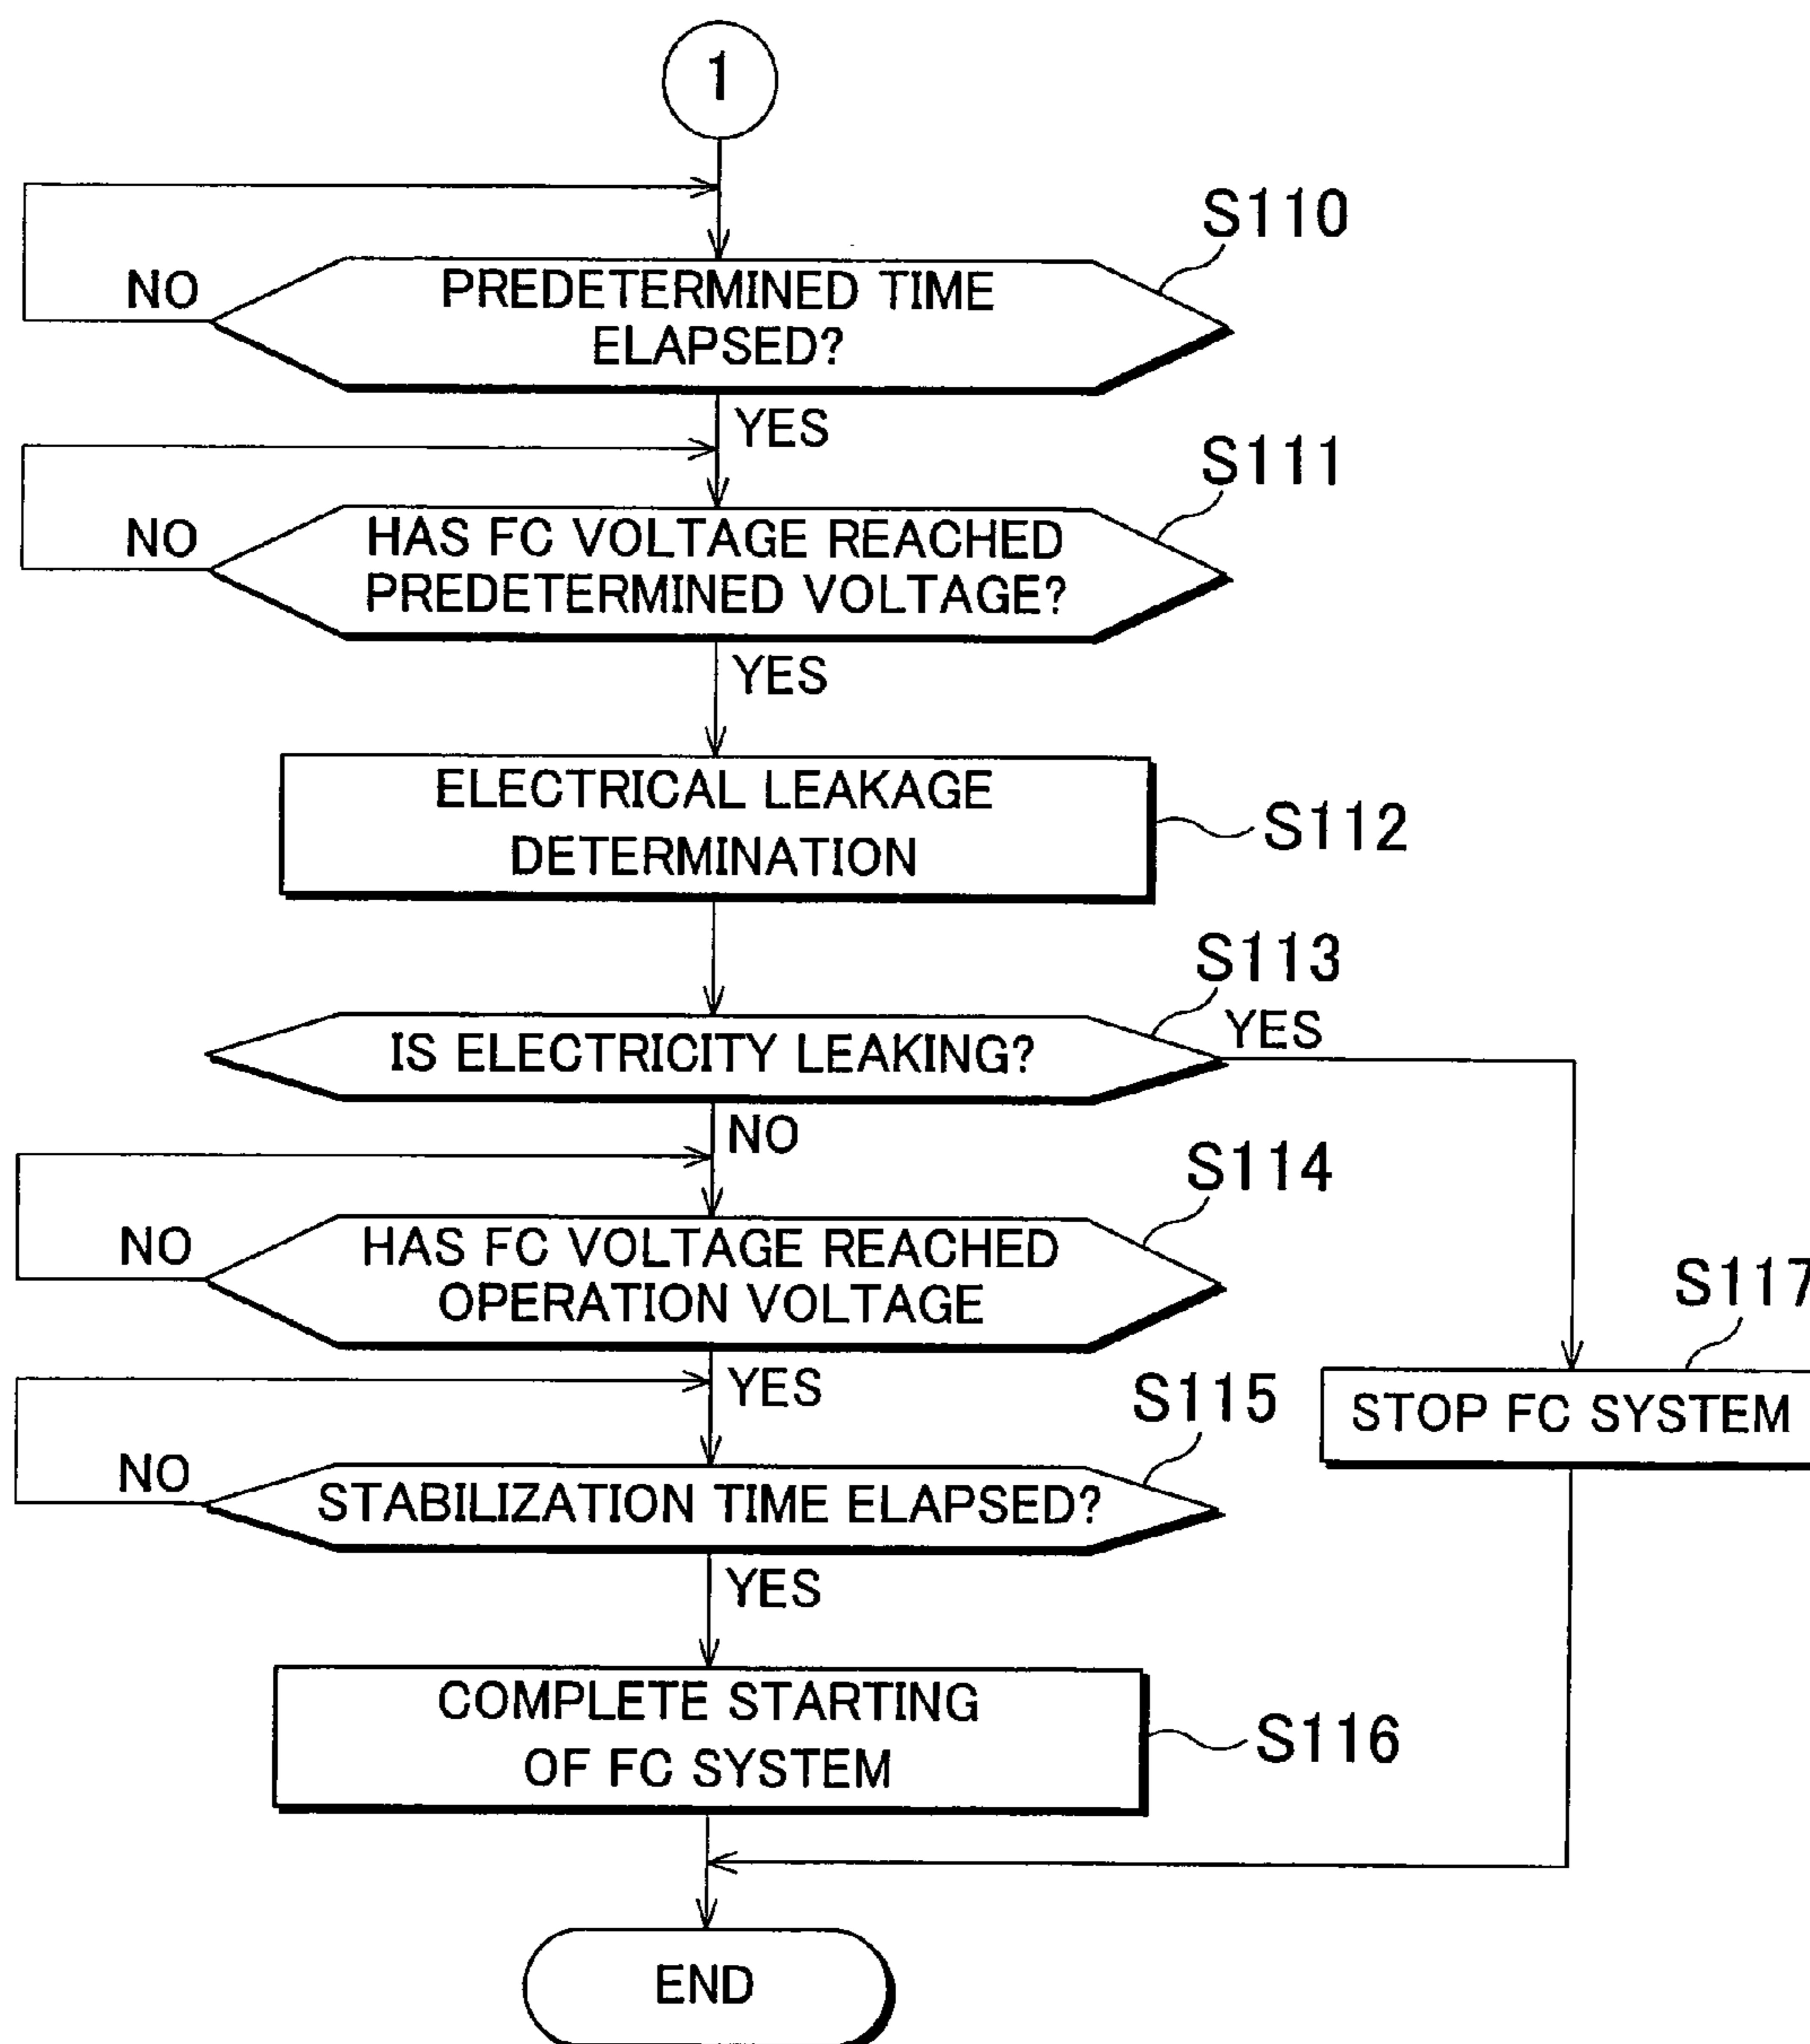 1
S110
NO
PREDETERMINED TIME
ELAPSED?
YES
S111
NO
HAS FC VOLTAGE REACHED
PREDETERMINED VOLTAGE?
YES
ELECTRICAL LEAKAGE
DETERMINATION
S112
S113
YES
IS ELECTRICITY LEAKING?
NO
S114
NO
HAS FC VOLTAGE REACHED
OPERATION VOLTAGE
S117
YES
S115
STOP FC SYSTEM
NO
STABILIZATION TIME ELAPSED?
YES
COMPLETE STARTING
OF FC SYSTEM
S116
END